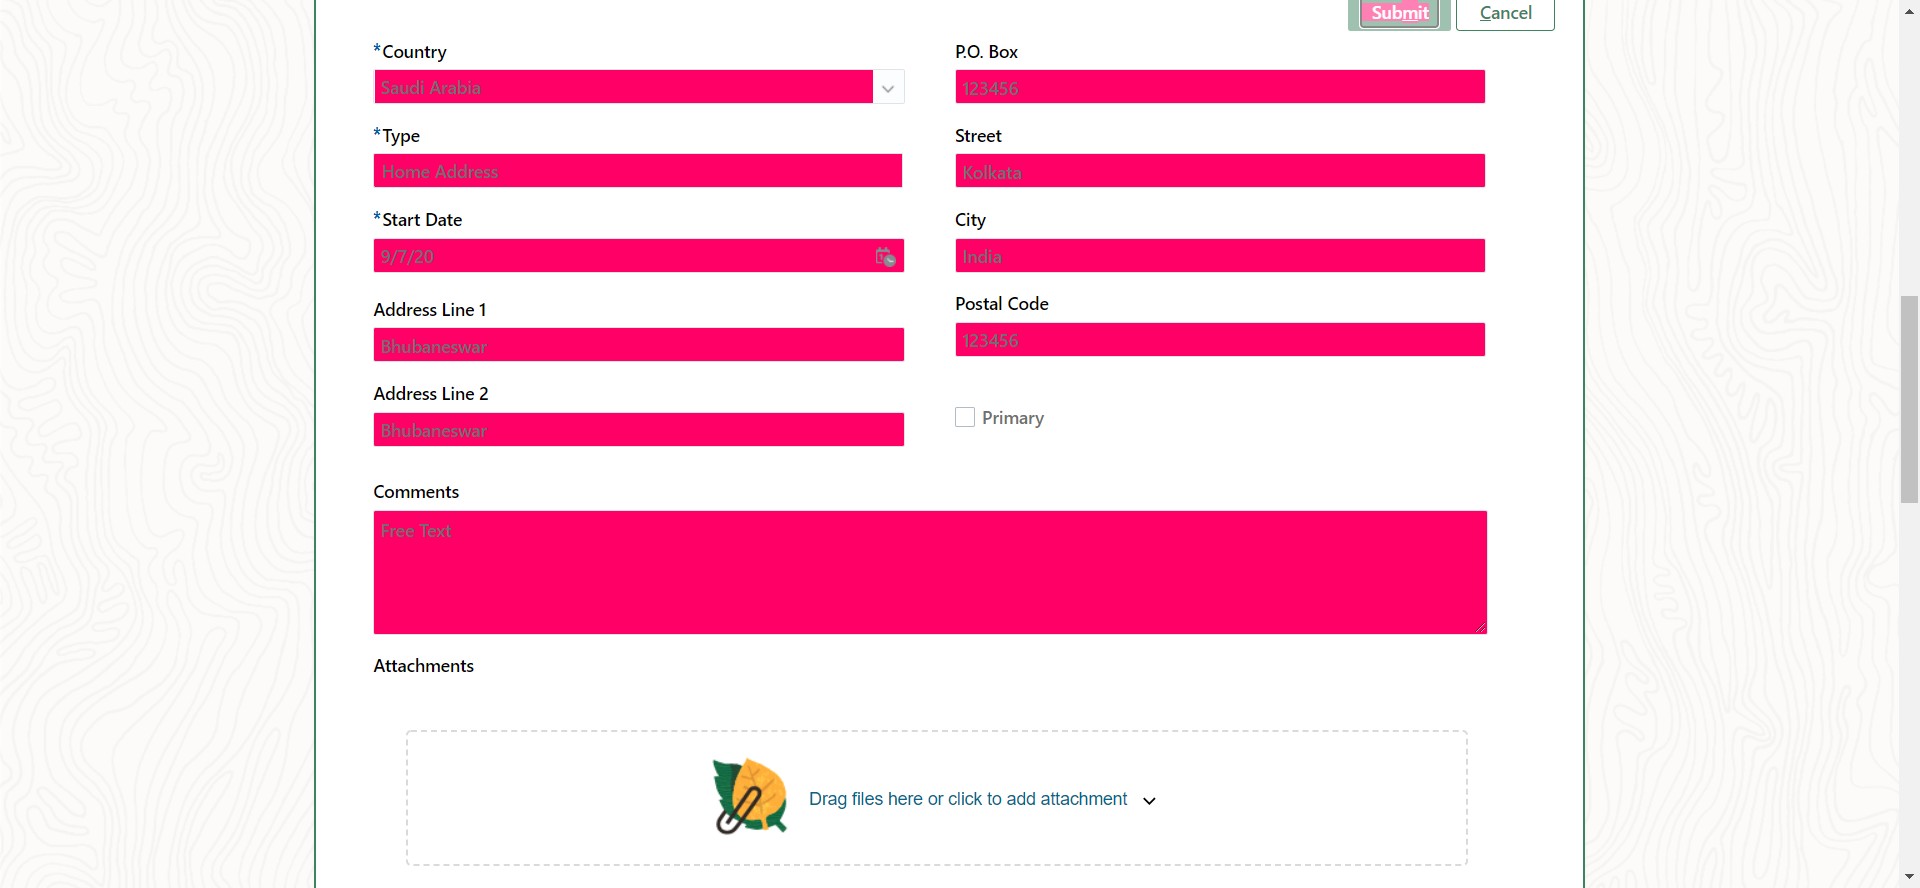 Submit
Cancel
*Country
Saudi Arabia
P.O. Box
123456
*Type
Home Address
Street
Kolkata
*Start Date
9/7/20
City
India
Address Line 1
Bhubaneswar
Postal Code
123456
Address Line 2
Bhubaneswar
Primary
Comments
Free Text
Attachments
Drag files here or click to add attachment